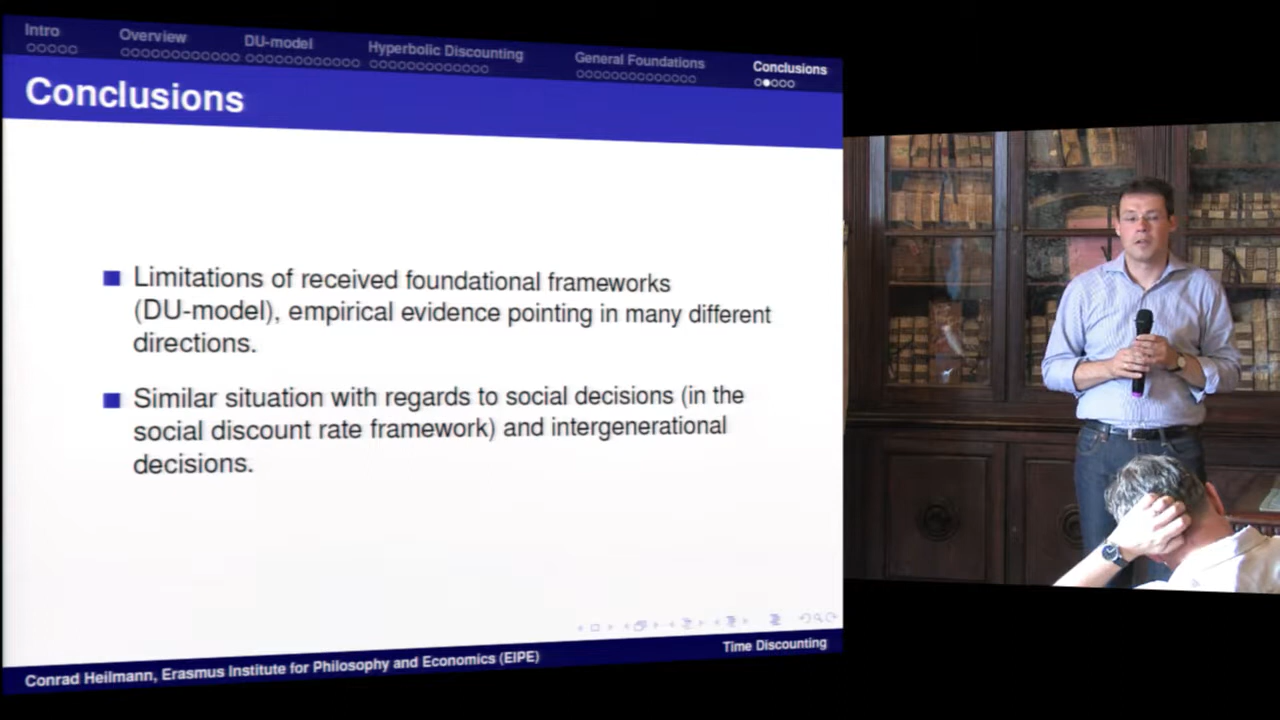 Intro
Overview
DU-model
Hyperbolic Discounting
General Foundations
Conclusions
Conclusions
Limitations of received foundational frameworks
(DU-model), empirical evidence pointing in many different
directions.
Similar situation with regards to social decisions (in the
social discount rate framework) and intergenerational
decisions.
Conrad Heilmann, Erasmus Institute for Philosophy and Economics (EIPE)
Time Discounting